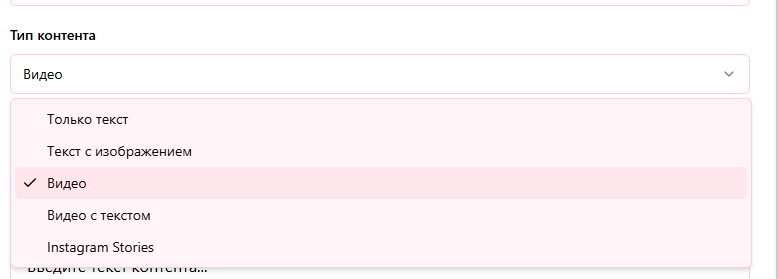 Тип контента
Видео
Только текст
Текст с изображением
Видео
Видео с текстом
Instagram Stories
Введите текст контента...